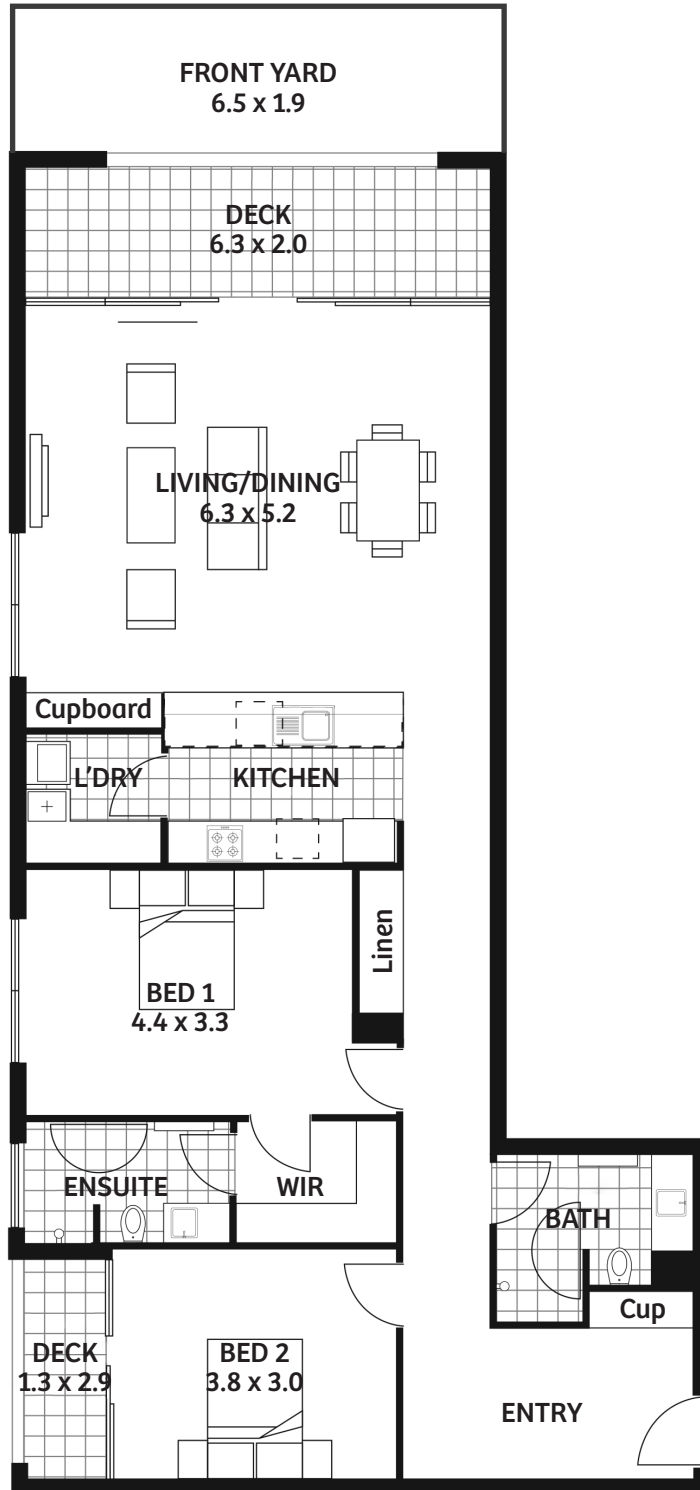 FRONT YARD
6.5 x 1.9
DECK
6.3 x 2.0
LIVING/DINING
6.3 x 5.2
Cupboard
L'DRY
KITCHEN
Linen
BED 1
4.4 x 3.3
ENSUITE
WIR
BATH
Cup
DECK
1.3 x 2.9
BED 2
3.8 x 3.0
ENTRY